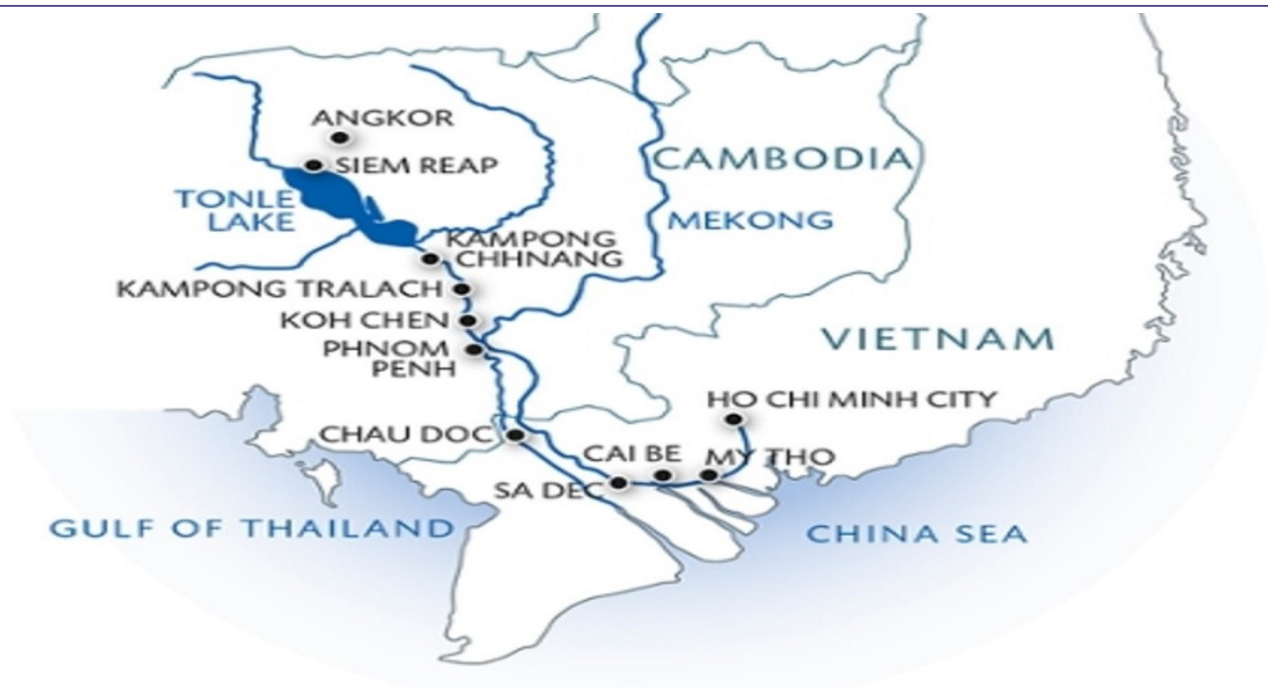 ANGKOR
CAMBODIA
SIEM REAP
TONLE
LAKE
MEKONG
KAMPONG
CHHNANG
KAMPONG TRALACH
KOH CHEN
PHNOM
PENH
VIETNAM
HO CHI MINH CITY
CHAU DOC
CAI BE
MY THO
SA DEC
GULF OF THAILAND
CHINA SEA